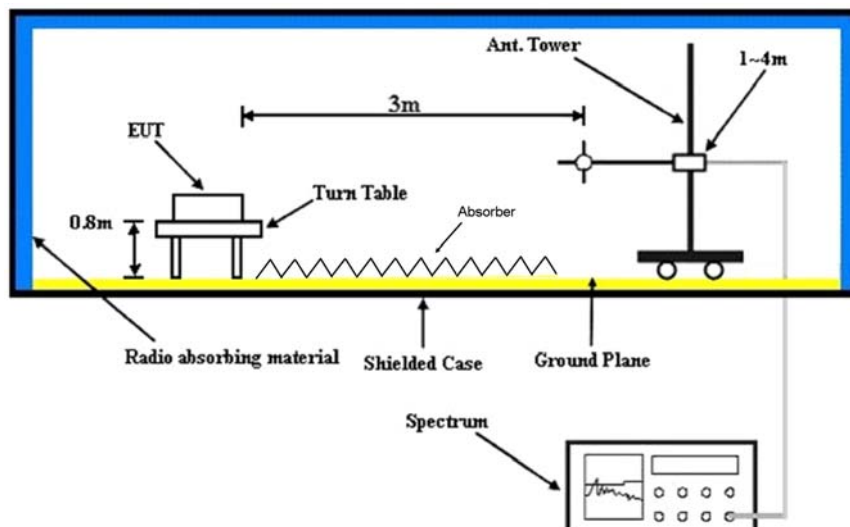 Ant. Tower
1~4m
3m
EUT
Turn Table
0.8m
Absorber
Radio absorbing material
Shielded Case
Ground Plane
Spectrum